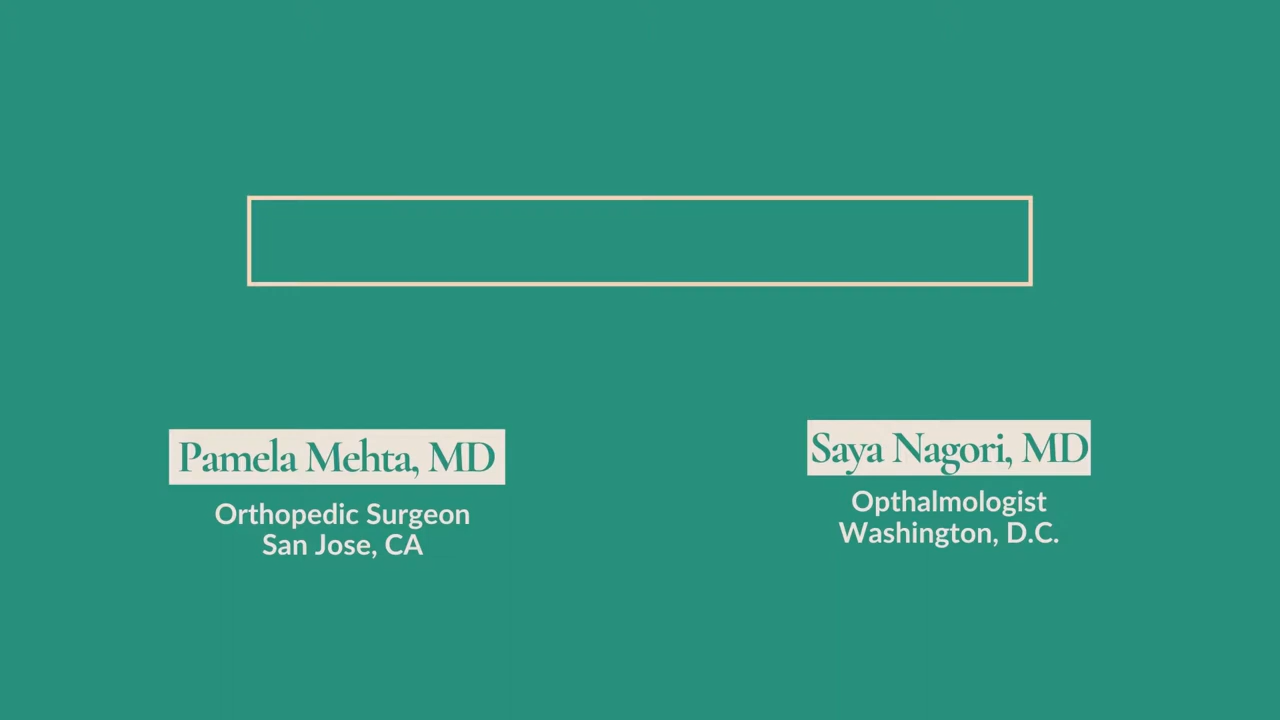 Pamela Mehta, MD
Orthopedic Surgeon
San Jose, CA
Saya Nagori, MD
Opthalmologist
Washington, D.C.